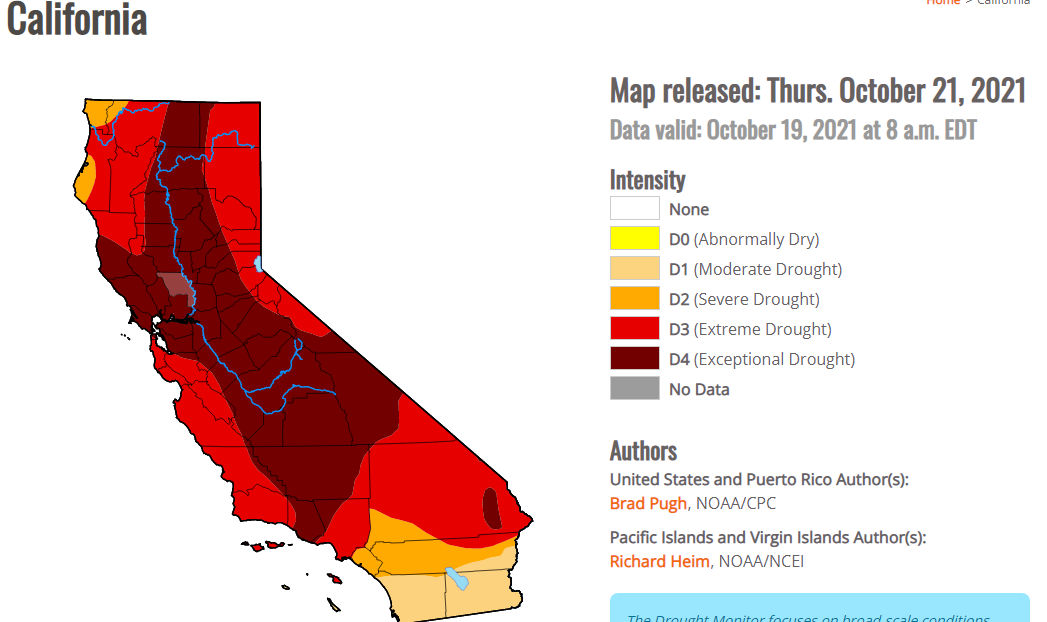 Home > California
California
Map released: Thurs. October 21, 2021
Data valid: October 19, 2021 at 8 a.m. EDT
Intensity
None
D0 (Abnormally Dry)
D1 (Moderate Drought)
D2 (Severe Drought)
D3 (Extreme Drought)
D4 (Exceptional Drought)
No Data
Authors
United States and Puerto Rico Author(s):
Brad Pugh, NOAA/CPC
Pacific Islands and Virgin Islands Author(s):
Richard Heim, NOAA/NCEI
The Drought Monitor focuses on broad-scale conditions.